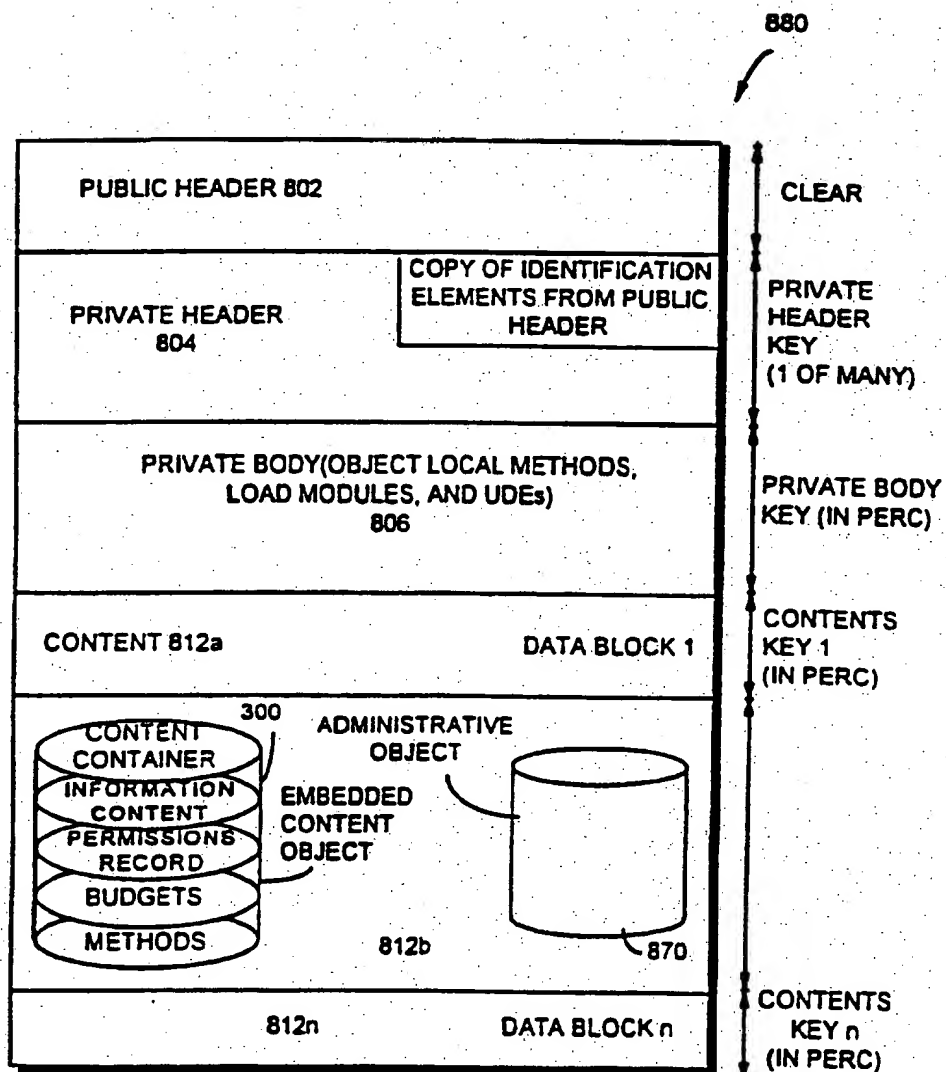 880
PUBLIC HEADER 802
CLEAR
COPY OF IDENTIFICATION
ELEMENTS FROM PUBLIC
HEADER
PRIVATE HEADER
804
PRIVATE
HEADER
KEY
(1 OF MANY)
PRIVATE BODY(OBJECT LOCAL METHODS,
LOAD MODULES, AND UDEs)
806
PRIVATE BODY
KEY (IN PERC)
CONTENT 812a
DATA BLOCK 1
CONTENTS
KEY 1
(IN PERC)
300
CONTENT
CONTAINER
INFORMATION
CONTENT
PERMISSIONS
RECORD
BUDGETS
METHODS
EMBEDDED
CONTENT
OBJECT
ADMINISTRATIVE
OBJECT
812b
870
812n
DATA BLOCK n
CONTENTS
KEY n
(IN PERC)